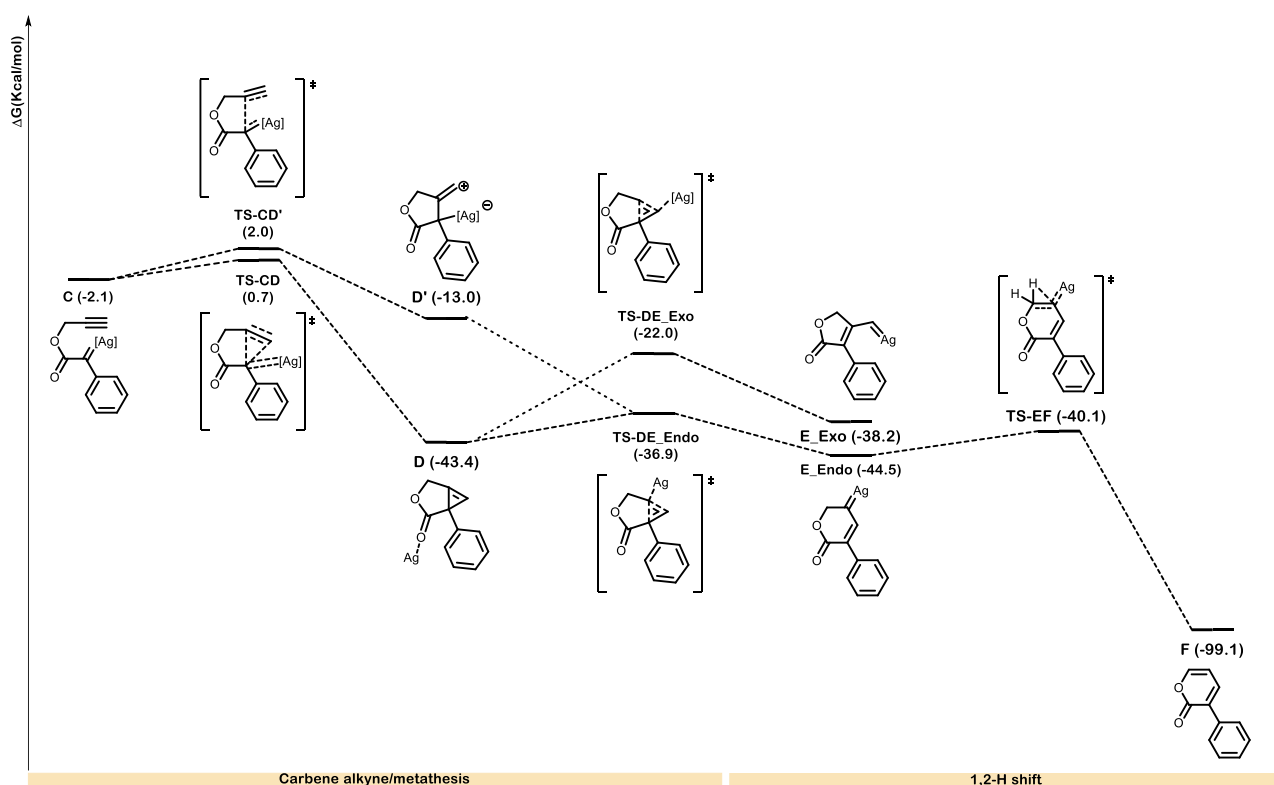 ΔG(Kcal/mol)
‡
O
O
[Ag]
TS-CD'
(2.0)
C (-2.1)
O
O
[Ag]
TS-CD
(0.7)
‡
O
O
[Ag]
⊕
⊖
O
O
[Ag]
D' (-13.0)
D (-43.4)
O
O
Ag
‡
O
O
[Ag]
TS-DE_Exo
(-22.0)
TS-DE_Endo
(-36.9)
‡
Ag
O
O
O
O
Ag
E_Exo (-38.2)
E_Endo (-44.5)
Ag
O
O
‡
H
H
Ag
O
O
TS-EF (-40.1)
F (-99.1)
O
O
Carbene alkyne/metathesis
1,2-H shift